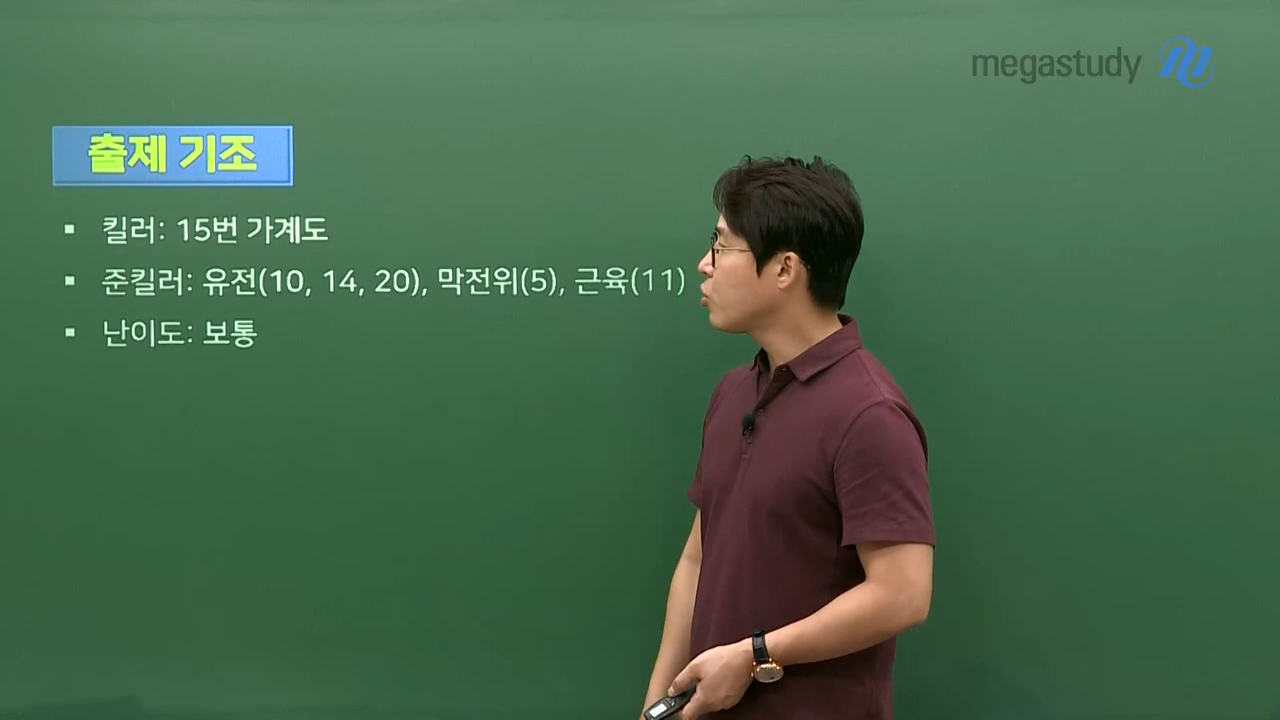 megastudy
출제 기조
▪ 킬러: 15번 가계도
▪ 준킬러: 유전(10, 14, 20), 막전위(5), 근육(11)
▪ 난이도: 보통